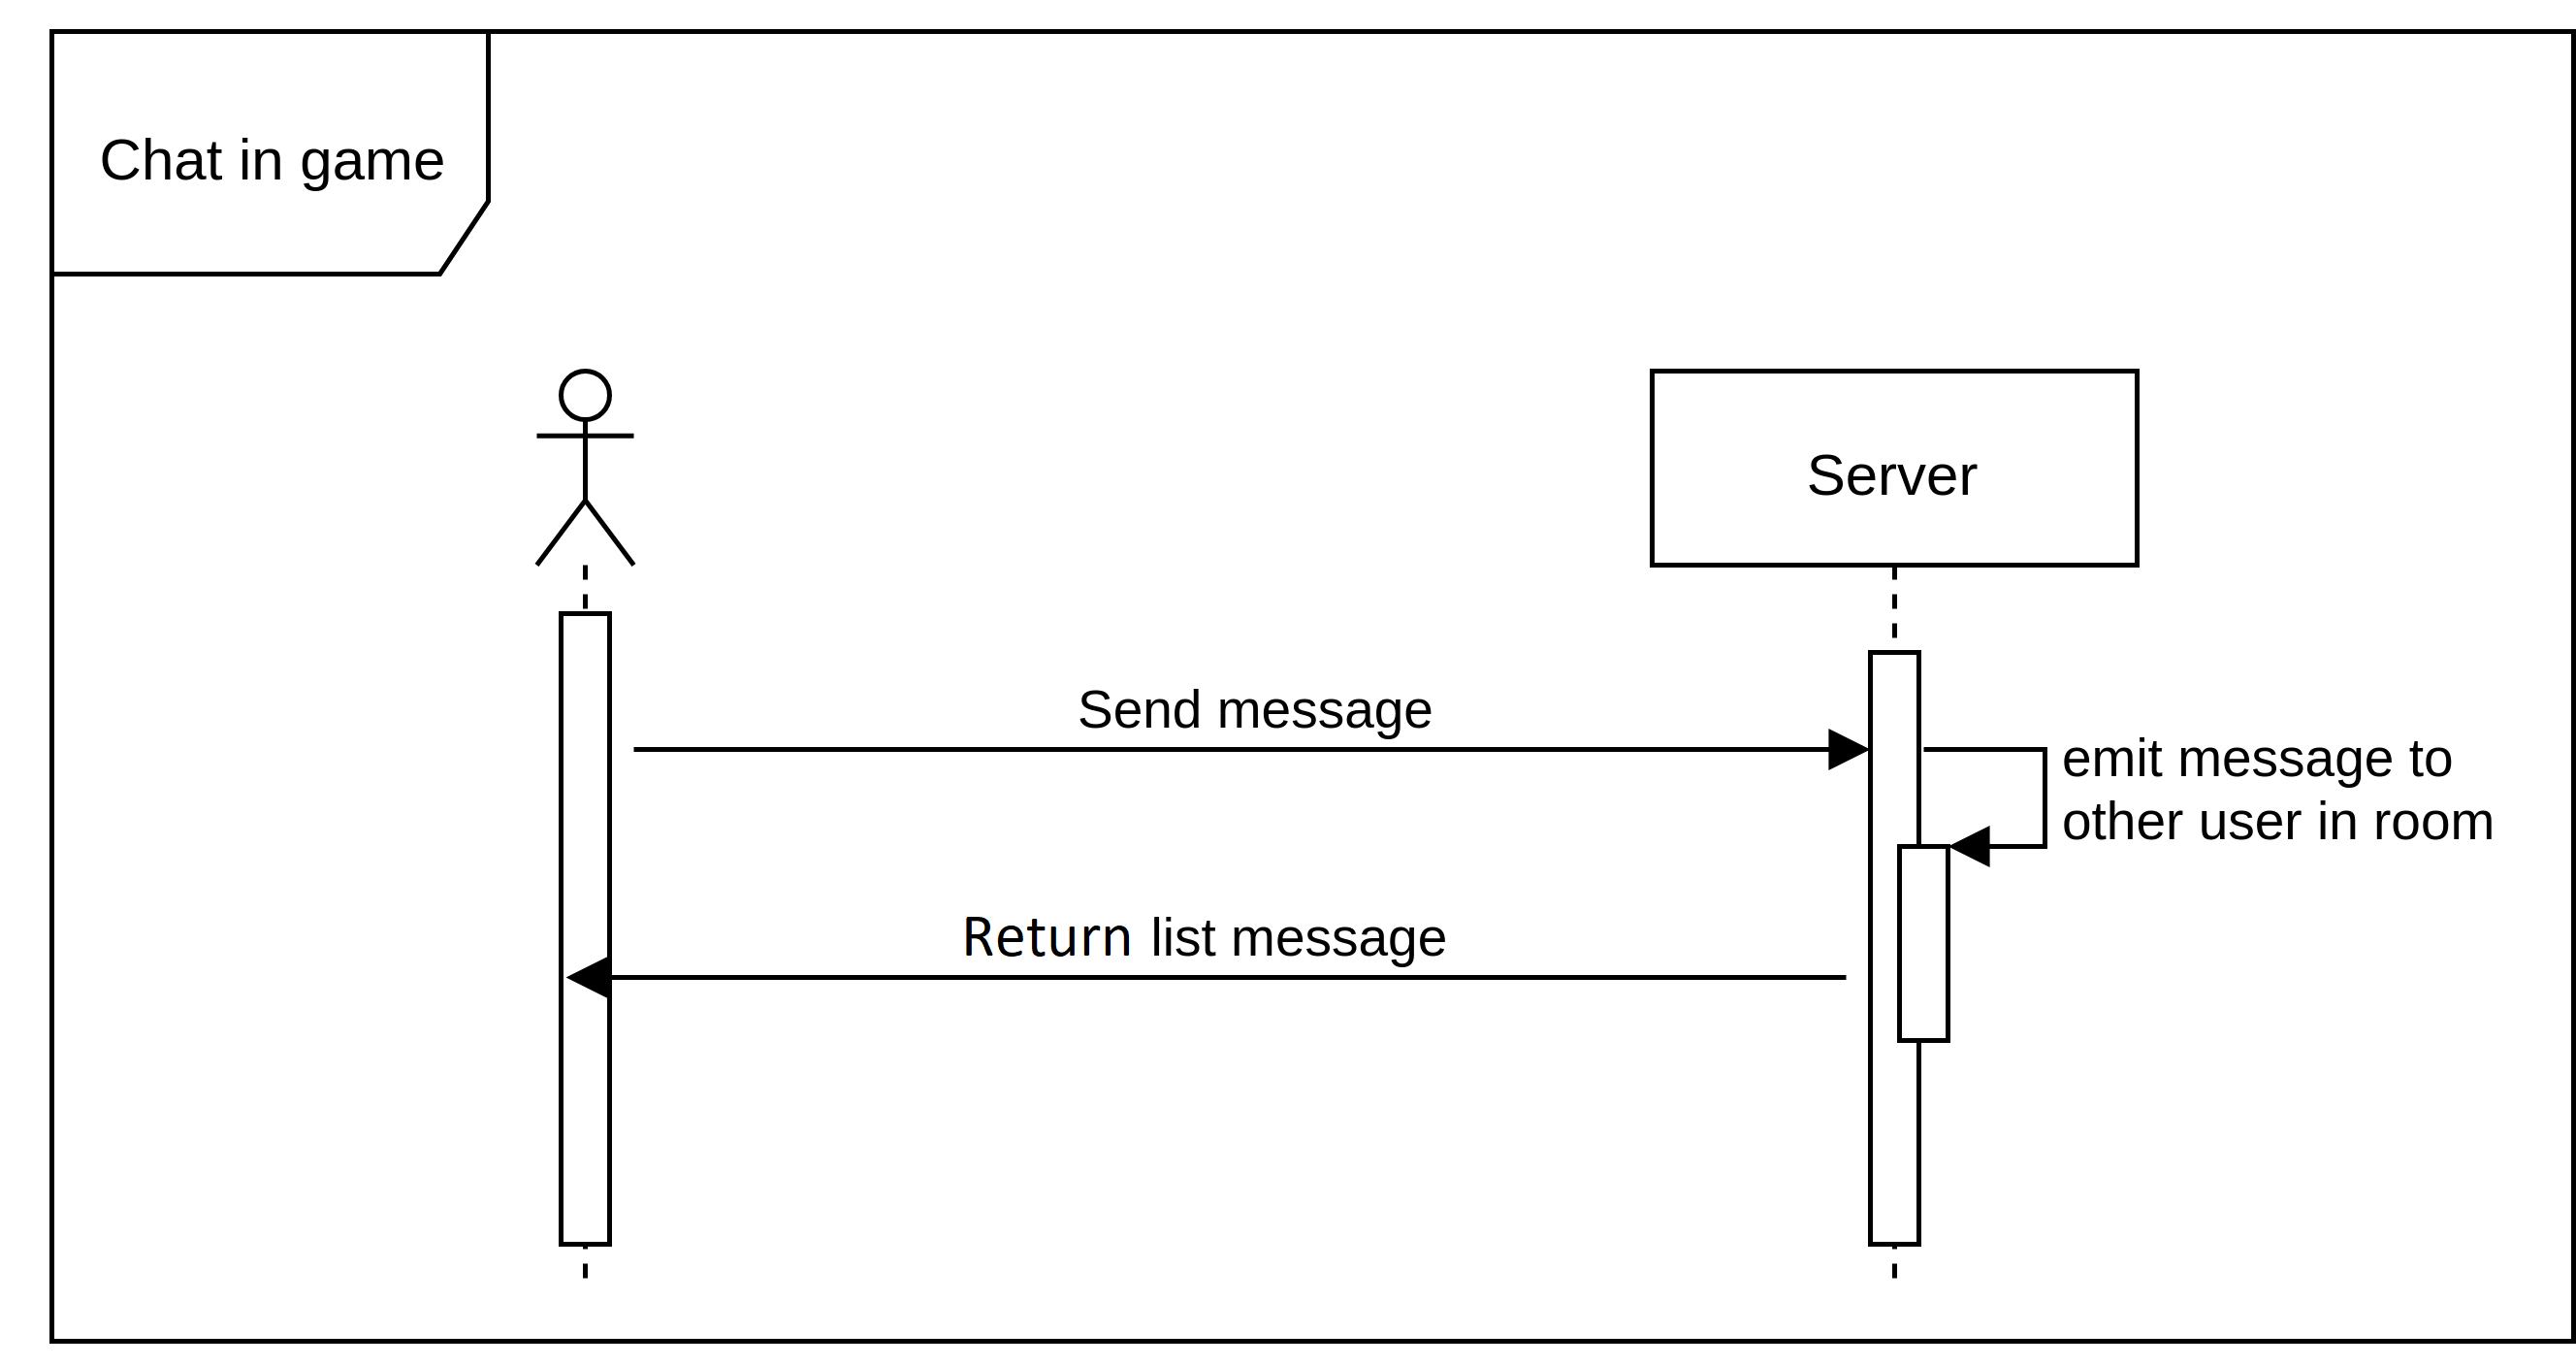 Chat in game
Server
Send message
emit message to
other user in room
Return list message